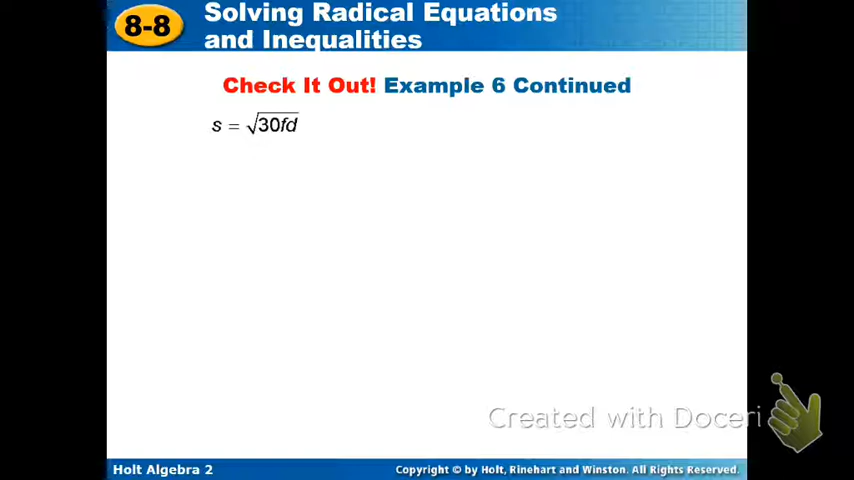 8-8
Solving Radical Equations
and Inequalities
Check It Out! Example 6 Continued
s = √30fd
Created with Doceri
Holt Algebra 2
Copyright © by Holt, Rinehart and Winston. All Rights Reserved.